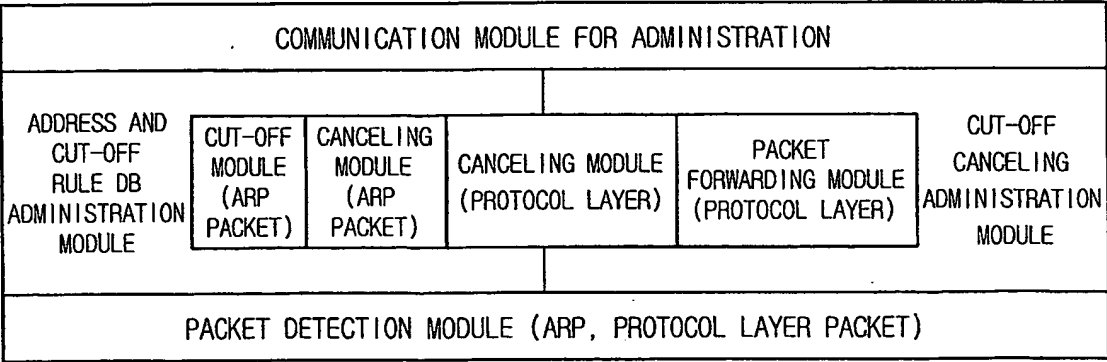 COMMUNICATION MODULE FOR ADMINISTRATION
ADDRESS AND
CUT-OFF
RULE DB
ADMINISTRATION
MODULE
CUT-OFF
MODULE
(ARP
PACKET)
CANCELING
MODULE
(ARP
PACKET)
CANCELING MODULE
(PROTOCOL LAYER)
PACKET
FORWARDING MODULE
(PROTOCOL LAYER)
CUT-OFF
CANCELING
ADMINISTRATION
MODULE
PACKET DETECTION MODULE (ARP, PROTOCOL LAYER PACKET)